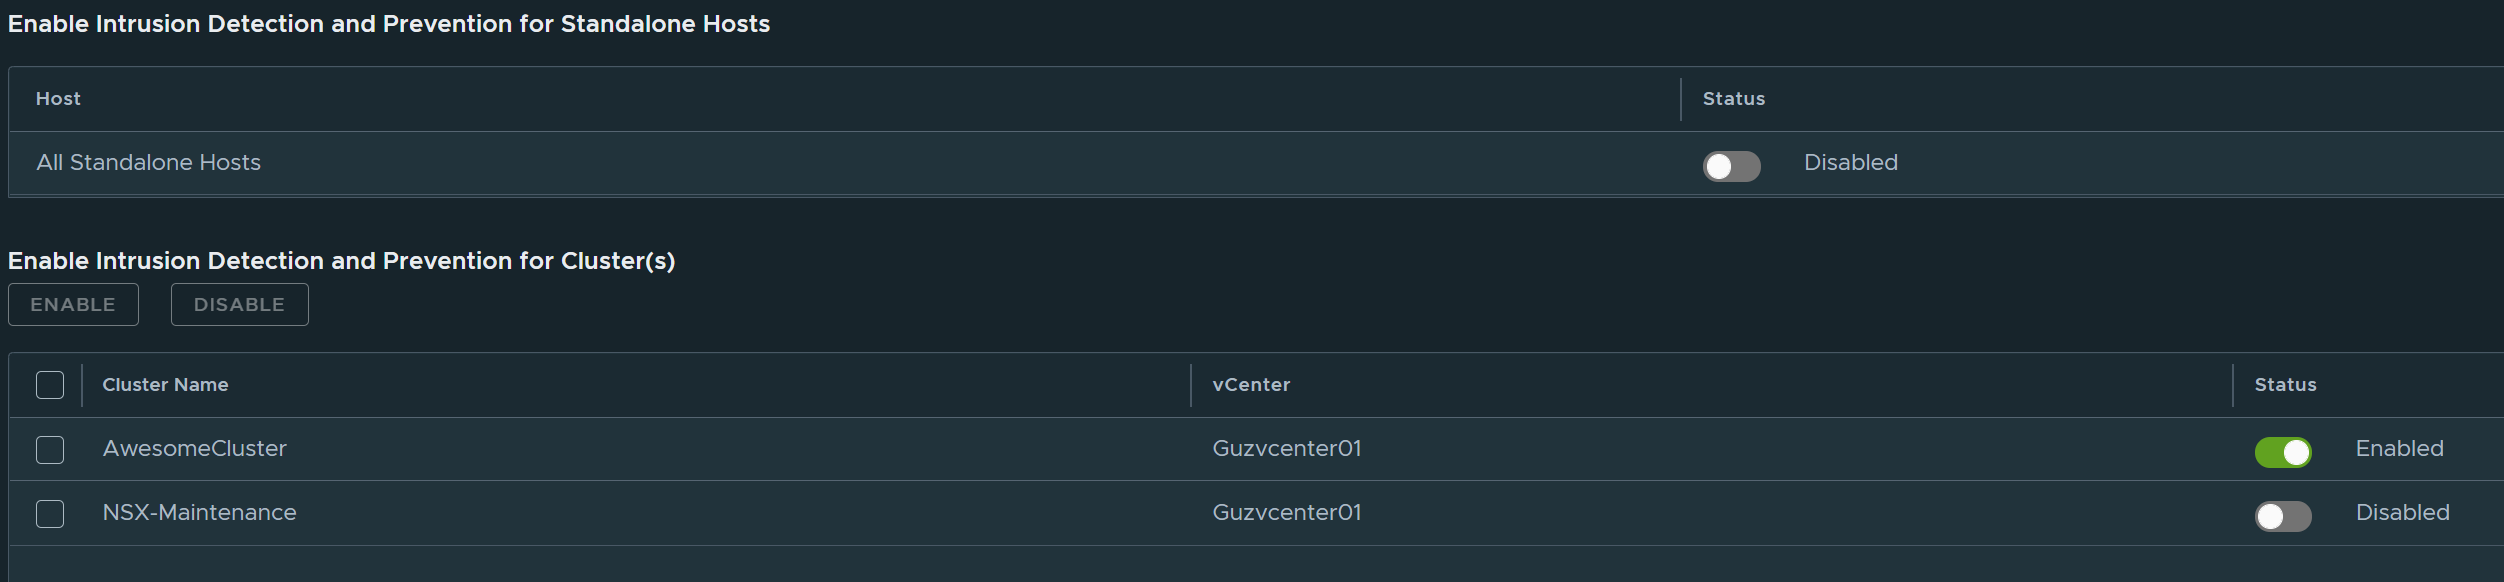 Enable Intrusion Detection and Prevention for Standalone Hosts
Host Status
All Standalone Hosts Disabled
Enable Intrusion Detection and Prevention for Cluster(s)
ENABLE DISABLE
Cluster Name vCenter Status
AwesomeCluster Guzvcenter01 Enabled
NSX-Maintenance Guzvcenter01 Disabled